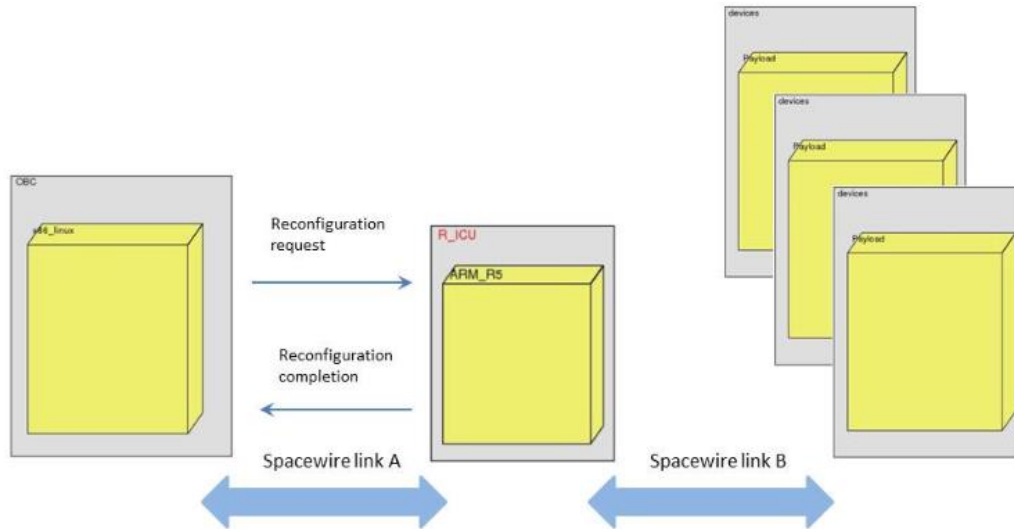 devices
Payload
devices
Payload
devices
Payload
OBC
x86_linux
Reconfiguration
request
R_ICU
ARM_R5
Reconfiguration
completion
Spacewire link A
Spacewire link B